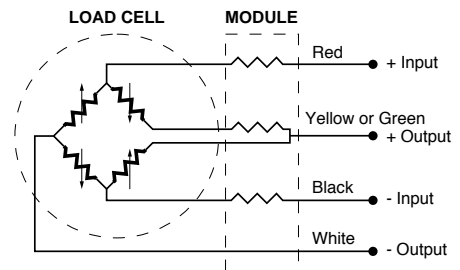 LOAD CELL MODULE
Red
+ Input
Yellow or Green
+ Output
Black
- Input
White
- Output